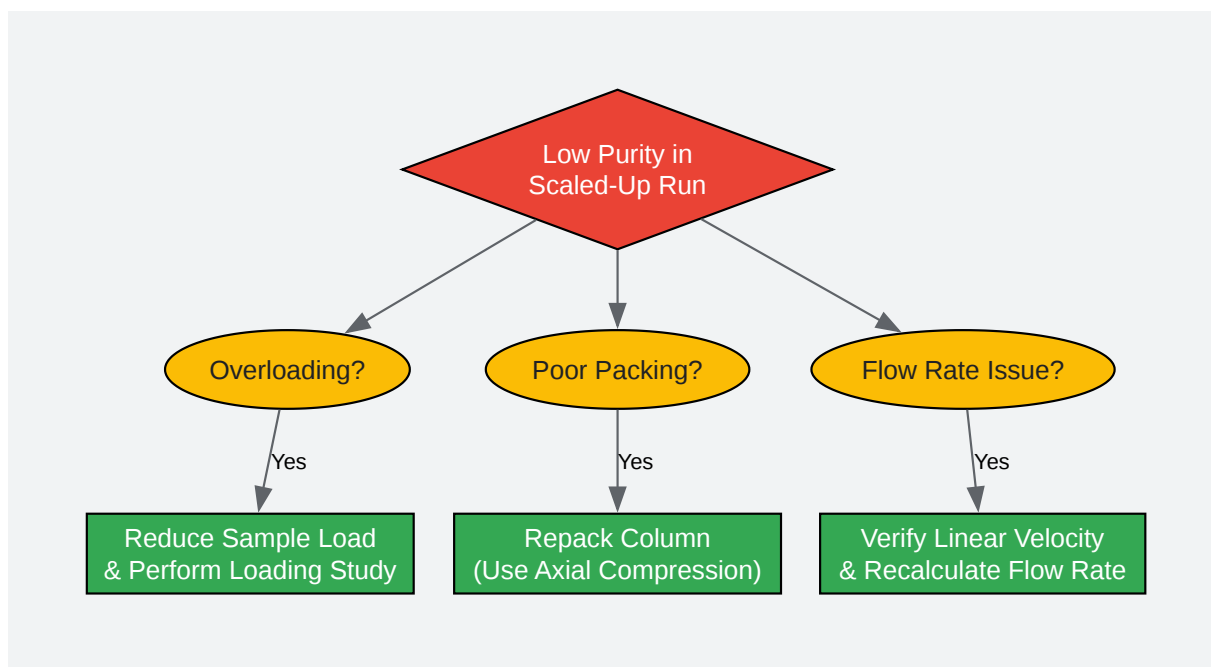 Low Purity in
Scaled-Up Run
Overloading?
Poor Packing?
Flow Rate Issue?
Yes
Yes
Yes
Reduce Sample Load
& Perform Loading Study
Repack Column
(Use Axial Compression)
Verify Linear Velocity
& Recalculate Flow Rate